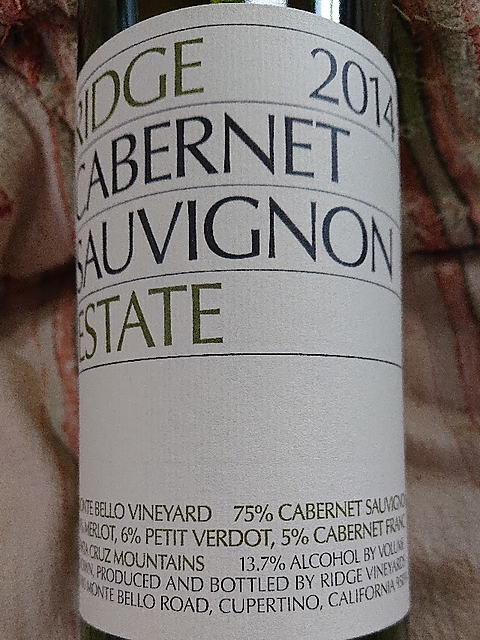 RIDGE 2014
CABERNET
SAUVIGNON
ESTATE
MONTE BELLO VINEYARD 75% CABERNET SAUVIGNON
MERLOT, 6% PETIT VERDOT, 5% CABERNET FRANC
SANTA CRUZ MOUNTAINS 13.7% ALCOHOL BY VOLUME
GROWN, PRODUCED AND BOTTLED BY RIDGE VINEYARDS
MONTE BELLO ROAD, CUPERTINO, CALIFORNIA